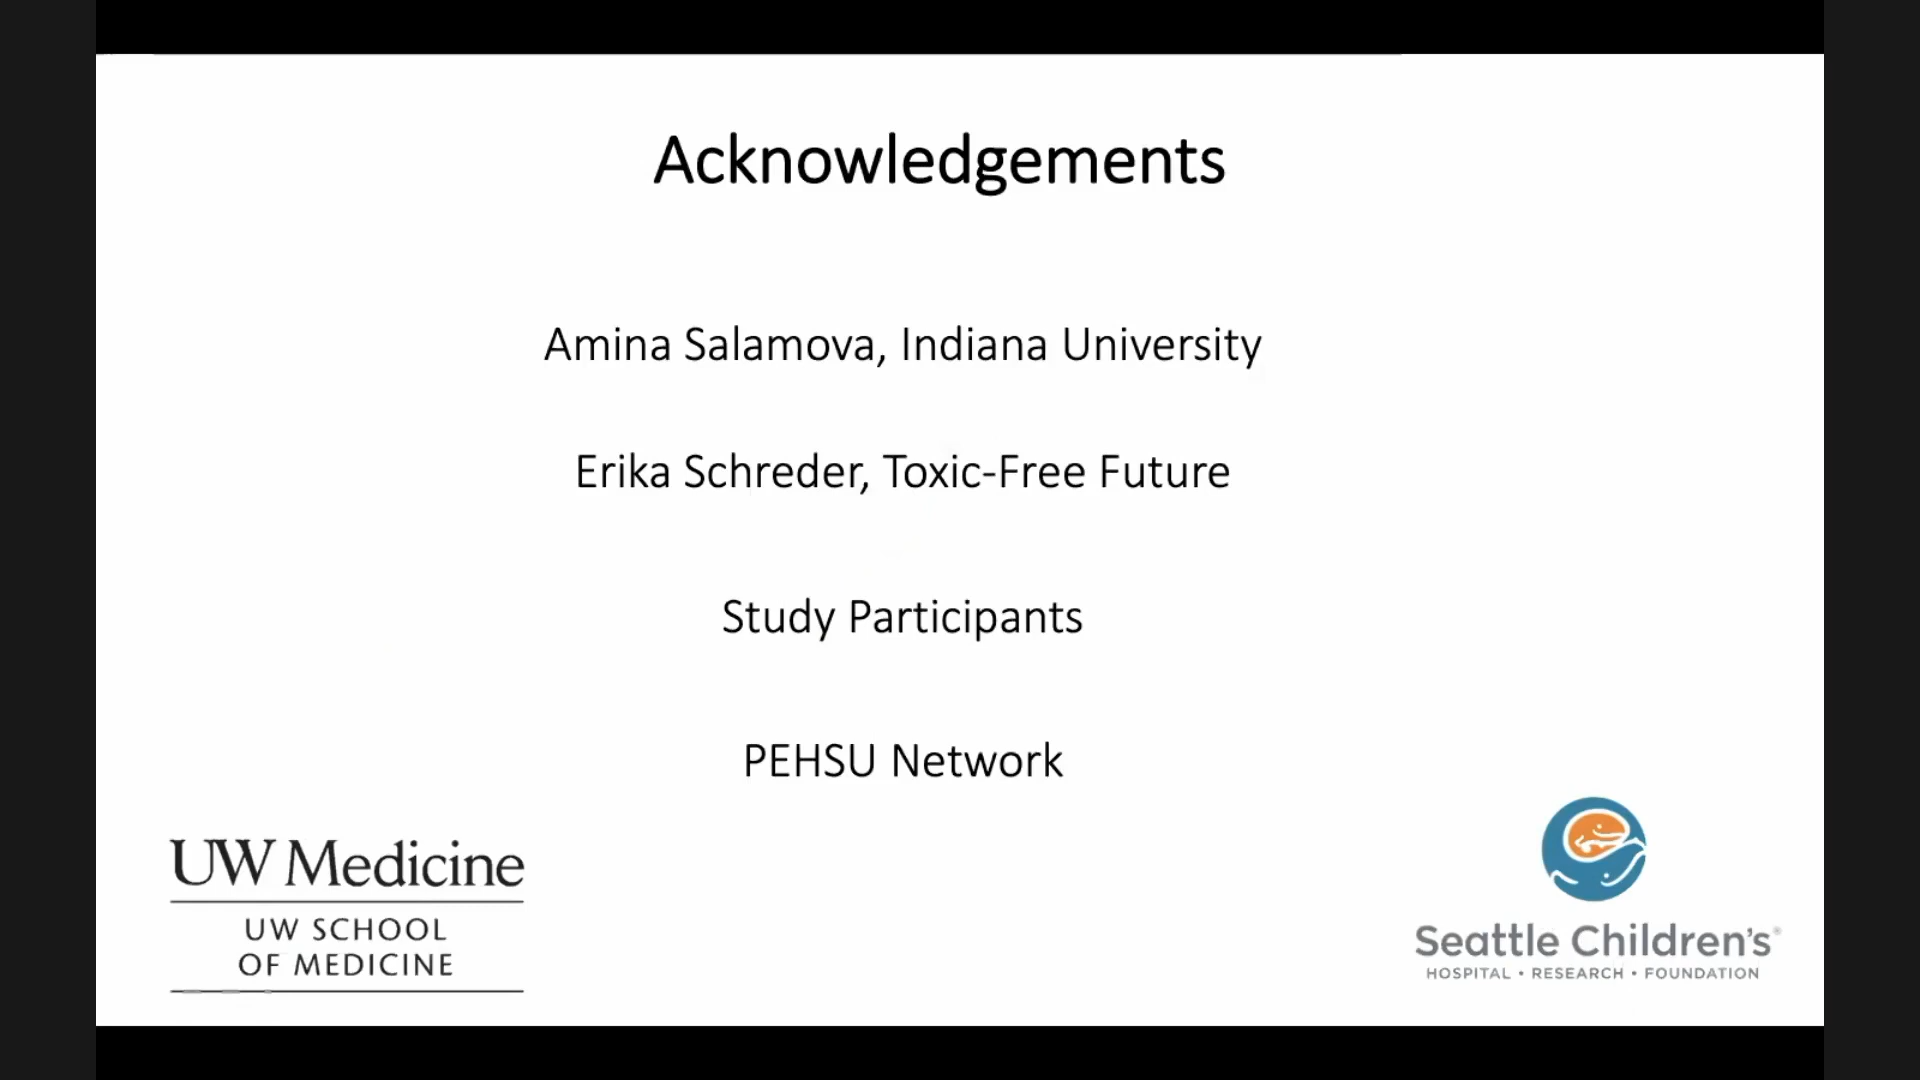 Acknowledgements
Amina Salamova, Indiana University
Erika Schreder, Toxic-Free Future
Study Participants
PEHSU Network
UW Medicine
UW SCHOOL
OF MEDICINE
Seattle Children's®
HOSPITAL • RESEARCH • FOUNDATION